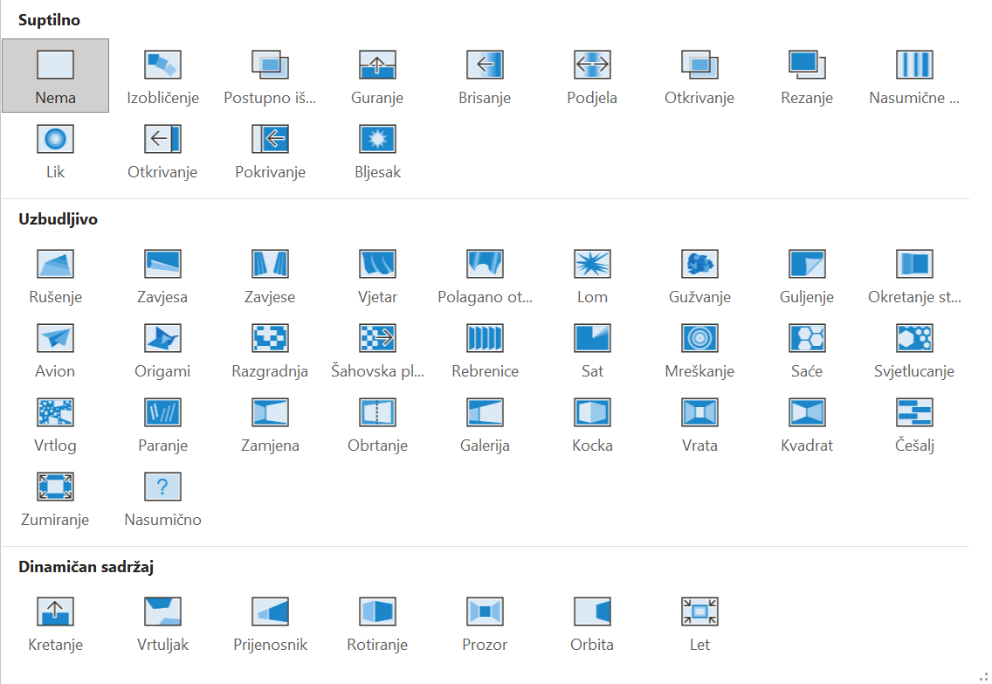 Suptilno
Nema Izobličenje Postupno iš... Guranje Brisanje Podjela Otkrivanje Rezanje Nasumične ...
Lik Otkrivanje Pokrivanje Bljesak
Uzbudljivo
Rušenje Zavjesa Zavjese Vjetar Polagano ot... Lom Gužvanje Guljenje Okretanje st...
Avion Origami Razgradnja Šahovska pl... Rebrenice Sat Mreškanje Saće Svjetlucanje
Vrtlog Paranje Zamjena Obrtanje Galerija Kocka Vrata Kvadrat Češalj
Zumiranje Nasumično
Dinamičan sadržaj
Kretanje Vrtuljak Prijenosnik Rotiranje Prozor Orbita Let